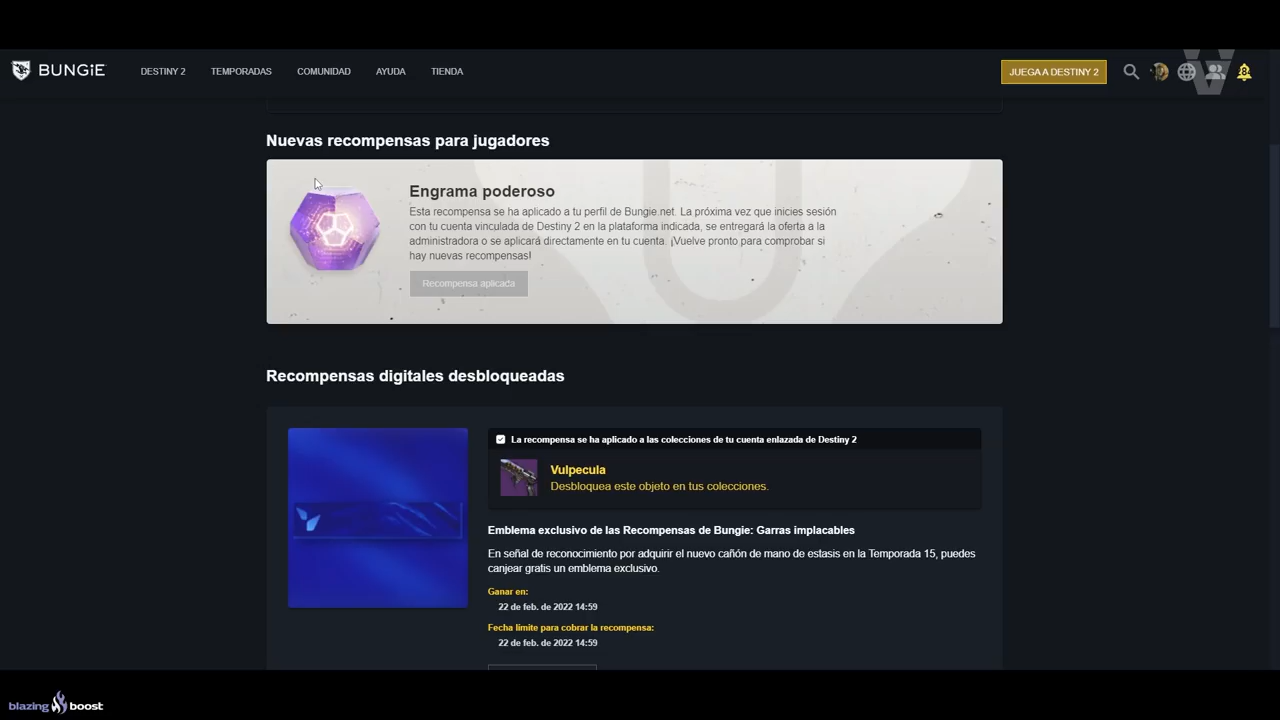 BUNGiE
DESTINY 2
TEMPORADAS
COMUNIDAD
AYUDA
TIENDA
JUEGA A DESTINY 2
8
Nuevas recompensas para jugadores
Engrama poderoso
Esta recompensa se ha aplicado a tu perfil de Bungie.net. La próxima vez que inicies sesión
con tu cuenta vinculada de Destiny 2 en la plataforma indicada, se entregará la oferta a la
administradora o se aplicará directamente en tu cuenta. ¡Vuelve pronto para comprobar si
hay nuevas recompensas!
Recompensa aplicada
Recompensas digitales desbloqueadas
La recompensa se ha aplicado a las colecciones de tu cuenta enlazada de Destiny 2
Vulpecula
Desbloquea este objeto en tus colecciones.
Emblema exclusivo de las Recompensas de Bungie: Garras implacables
En señal de reconocimiento por adquirir el nuevo cañón de mano de estasis en la Temporada 15, puedes
canjear gratis un emblema exclusivo.
Ganar en:
22 de feb. de 2022 14:59
Fecha límite para cobrar la recompensa:
22 de feb. de 2022 14:59
blazing boost